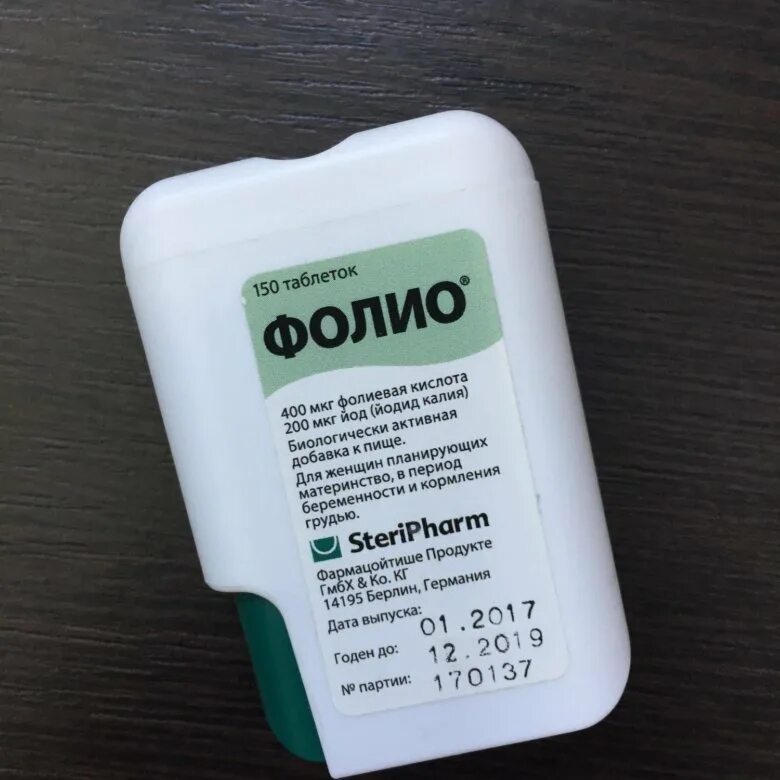 150 таблеток
ФОЛИО®
400 мкг фолиевая кислота
200 мкг йод (йодид калия)
Биологически активная
добавка к пище.
Для женщин планирующих
материнство, в период
беременности и кормления
грудью.
SteriPharm
Фармацойтише Продукте
ГмбХ & Ко. КГ
14195 Берлин, Германия
Дата выпуска: 01.2017
Годен до: 12.2019
№ партии: 170137